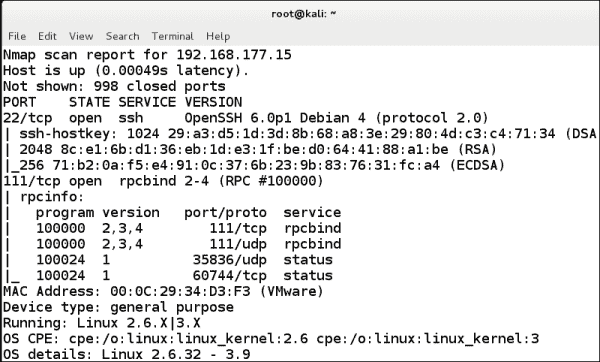 root@kali: ~
File Edit View Search Terminal Help
Nmap scan report for 192.168.177.15
Host is up (0.00049s latency).
Not shown: 998 closed ports
PORT    STATE SERVICE VERSION
22/tcp  open  ssh     OpenSSH 6.0p1 Debian 4 (protocol 2.0)
| ssh-hostkey: 1024 29:a3:d5:1d:3d:8b:68:a8:3e:29:80:4d:c3:c4:71:34 (DSA
| 2048 8c:e1:6b:d1:36:eb:1d:e3:1f:be:d0:64:41:88:a1:be (RSA)
|_256 71:b2:0a:f5:e4:91:0c:37:6b:23:9b:83:76:31:fc:a4 (ECDSA)
111/tcp open  rpcbind 2-4 (RPC #100000)
| rpcinfo:
|   program version   port/proto  service
|   100000  2,3,4        111/tcp  rpcbind
|   100000  2,3,4        111/udp  rpcbind
|   100024  1          35836/udp  status
|_  100024  1          60744/tcp  status
MAC Address: 00:0C:29:34:D3:F3 (VMware)
Device type: general purpose
Running: Linux 2.6.X|3.X
OS CPE: cpe:/o:linux:linux_kernel:2.6 cpe:/o:linux:linux_kernel:3
OS details: Linux 2.6.32 - 3.9